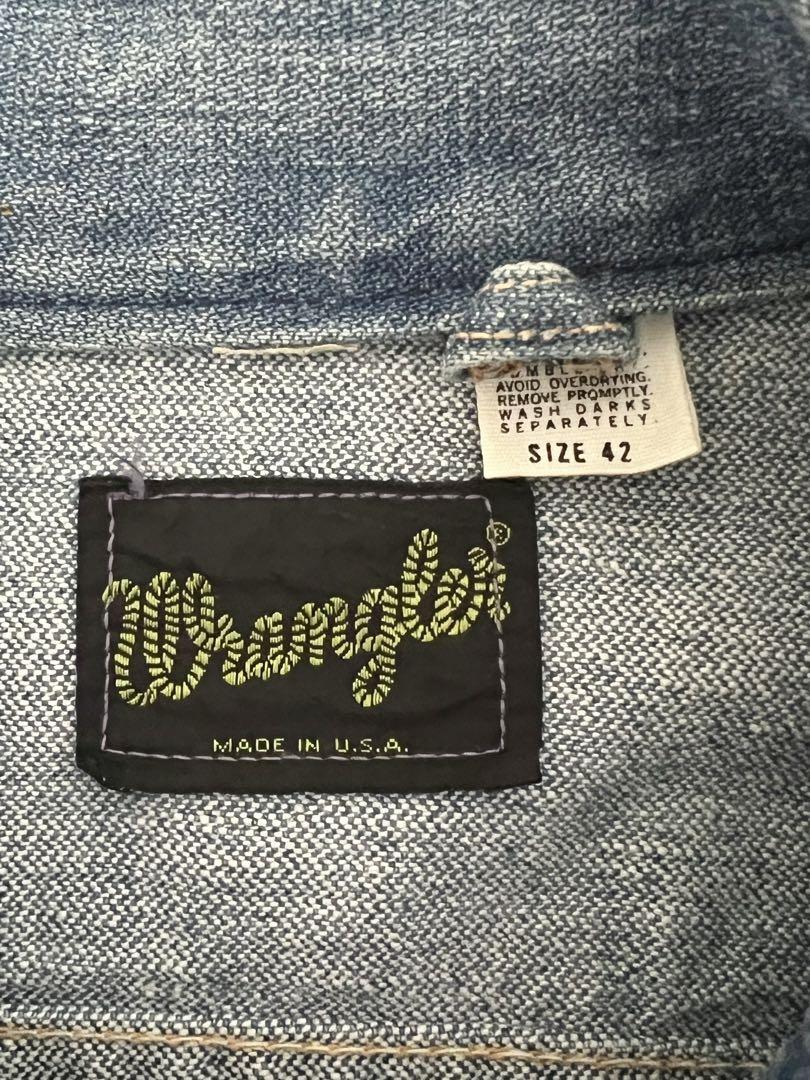 AVOID OVERDRYING.
REMOVE PROMPTLY.
WASH DARKS
SEPARATELY.
SIZE 42
Wrangler®
MADE IN U.S.A.